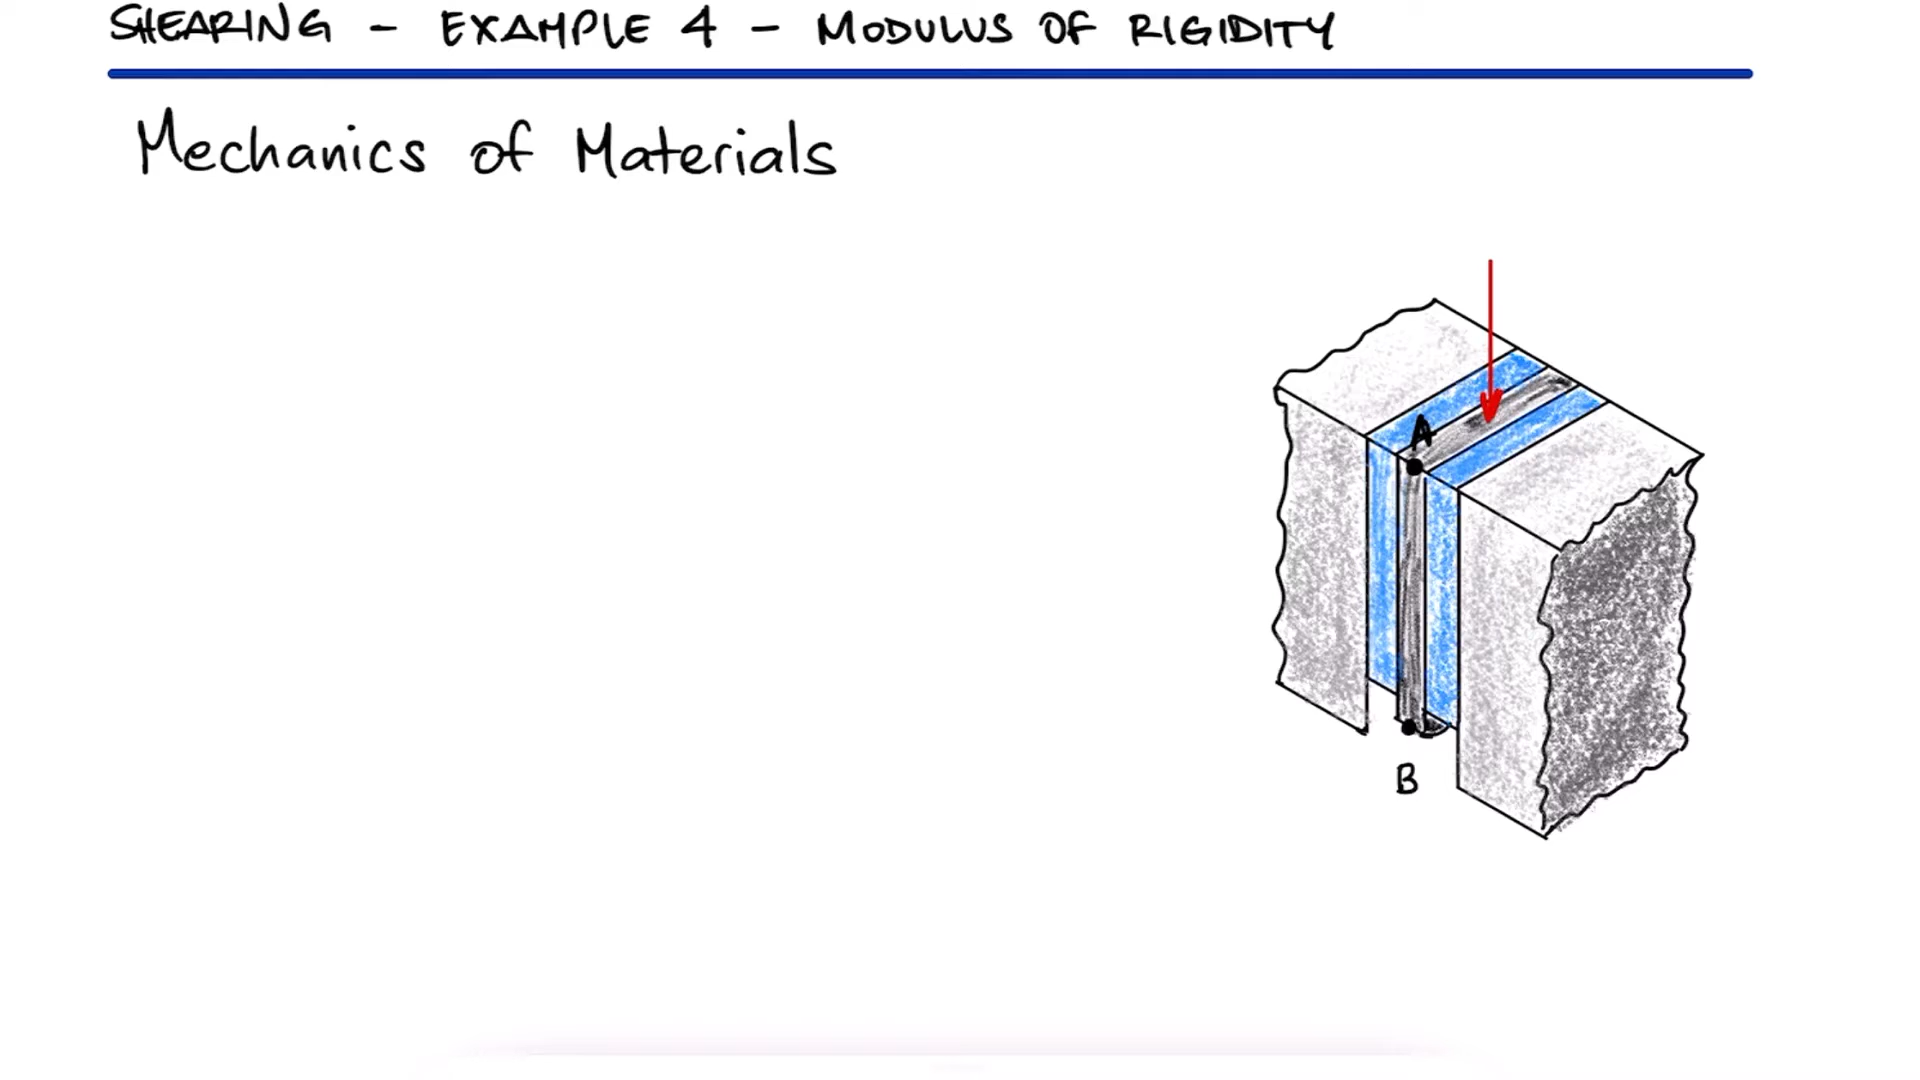 SHEARING - EXAMPLE 4 - MODULUS OF RIGIDITY
Mechanics of Materials
A
B